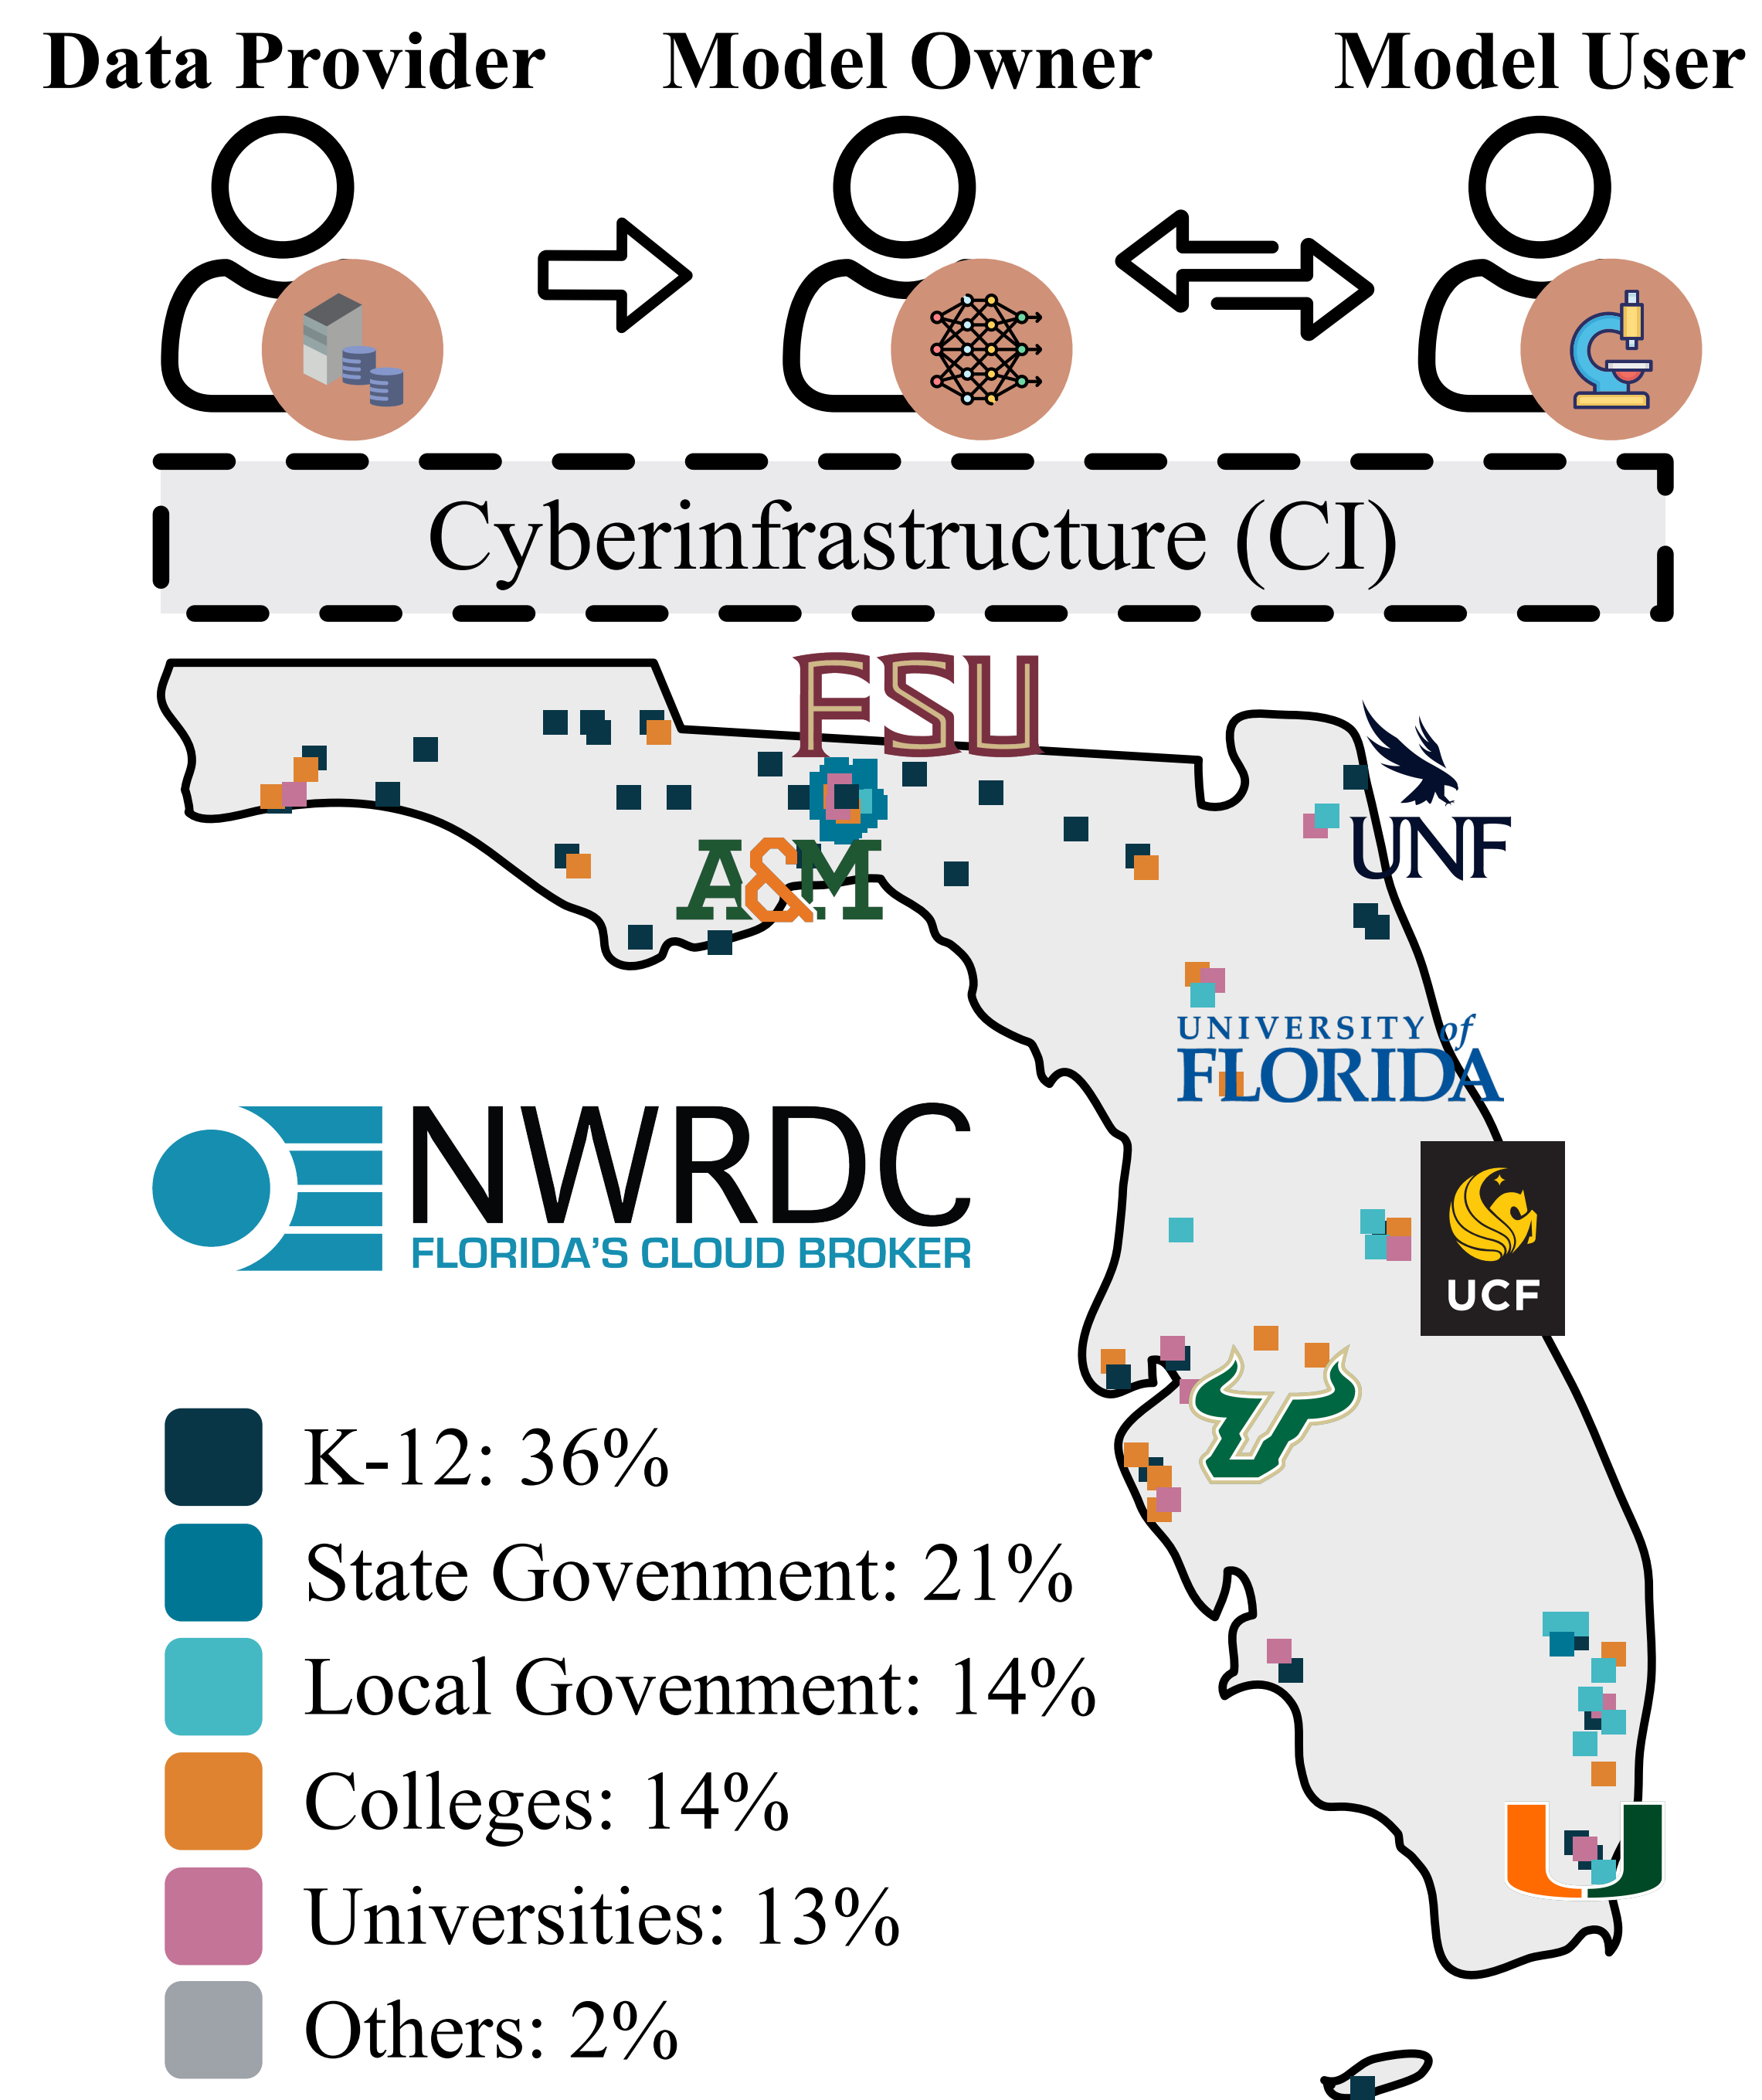 Data Provider
Model Owner
Model User
Cyberinfrastructure (CI)
FSU
UNF
A&M
UNIVERSITY of
FLORIDA
NWRDC
FLORIDA'S CLOUD BROKER
UCF
K-12: 36%
State Govenment: 21%
Local Govenment: 14%
Colleges: 14%
Universities: 13%
Others: 2%
U